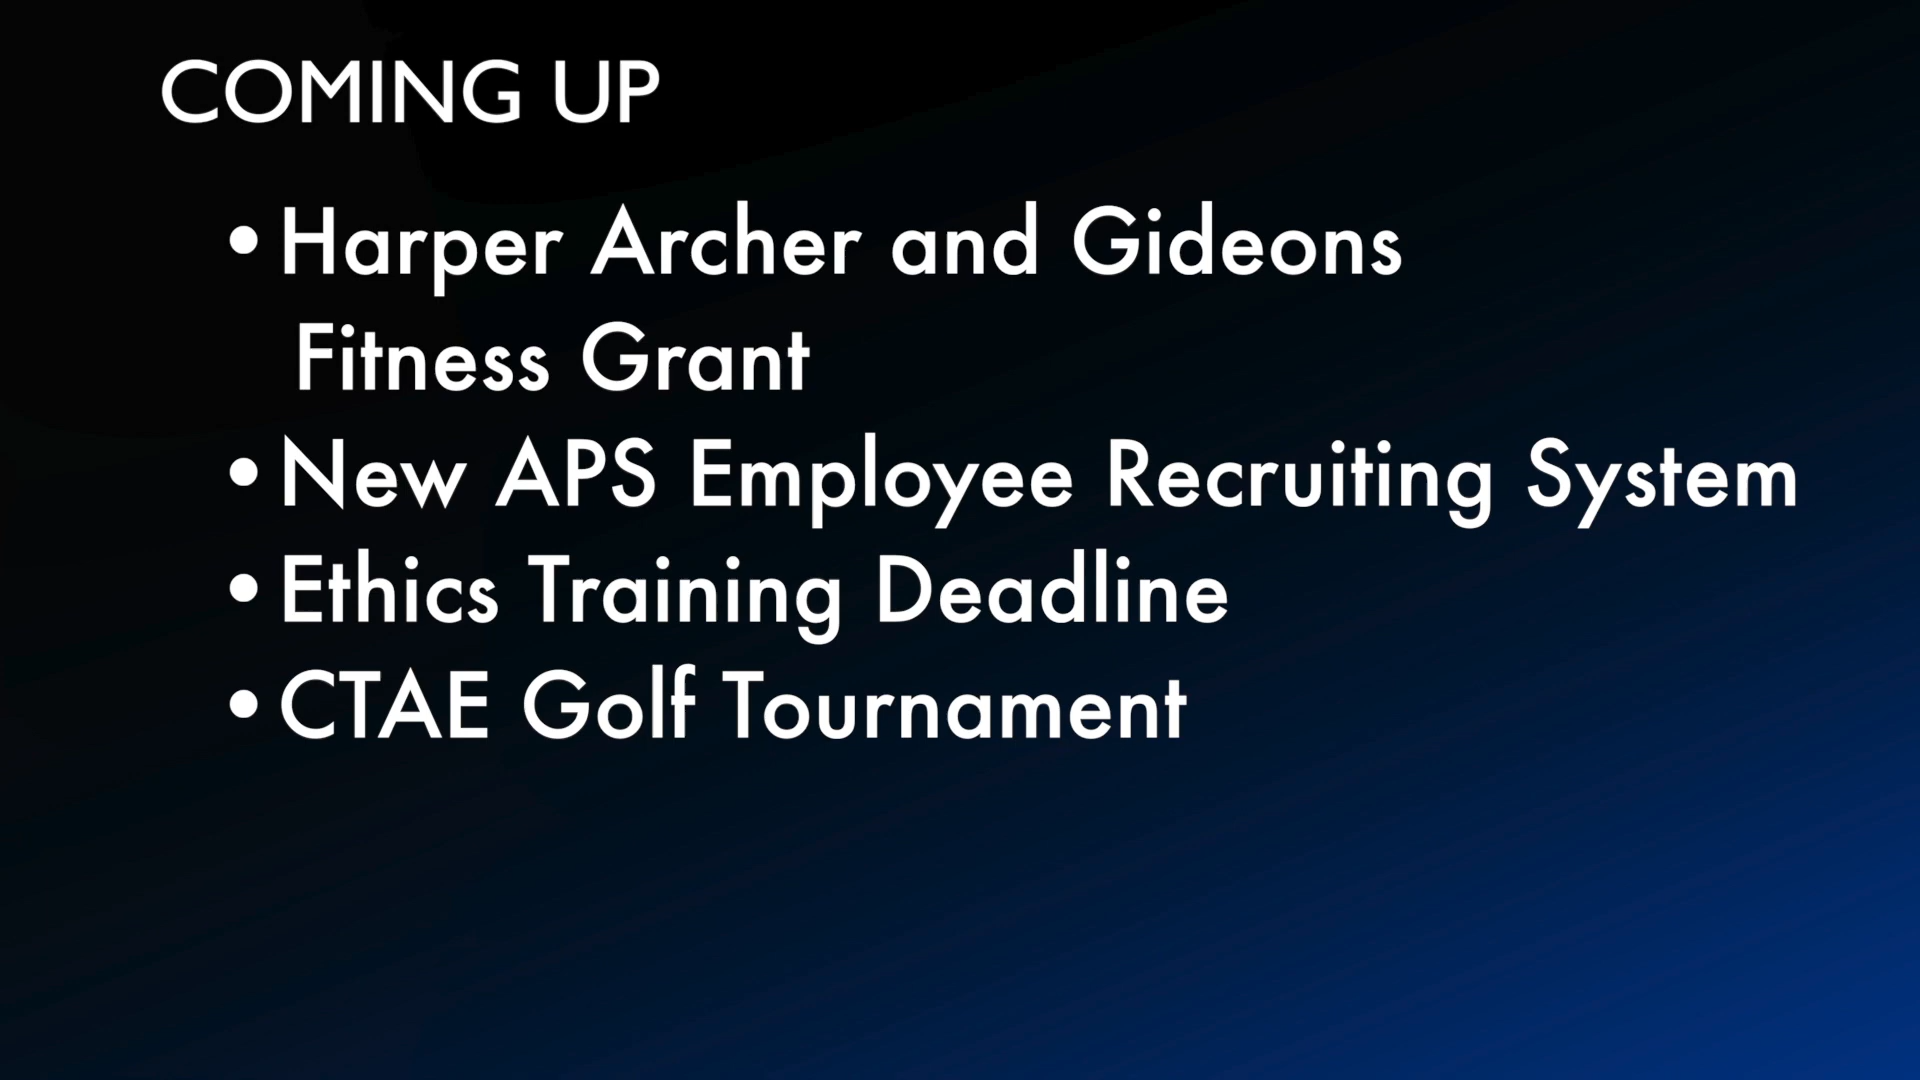 COMING UP
• Harper Archer and Gideons
Fitness Grant
• New APS Employee Recruiting System
• Ethics Training Deadline
• CTAE Golf Tournament